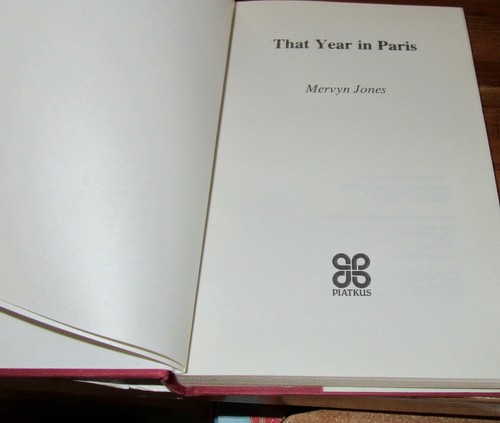 That Year in Paris
Mervyn Jones
PIATKUS